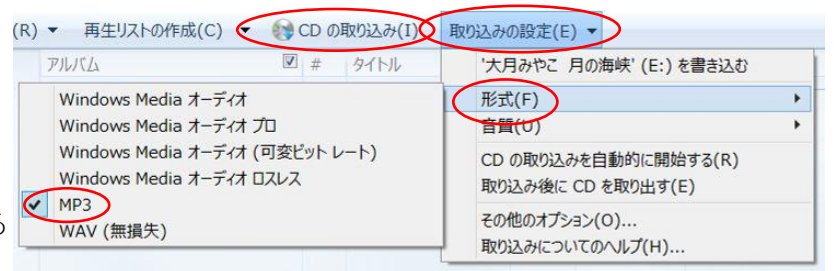 (R) ▼ 再生リストの作成(C) ▼ CD の取り込み(I) 取り込みの設定(E) ▼
アルバム # タイトル
'大月みやこ 月の海峡' (E:) を書き込む
形式(F)
音質(U)
CD の取り込みを自動的に開始する(R)
取り込み後に CD を取り出す(E)
その他のオプション(O)...
取り込みについてのヘルプ(H)...
Windows Media オーディオ
Windows Media オーディオ プロ
Windows Media オーディオ (可変ビット レート)
Windows Media オーディオ ロスレス
MP3
WAV (無損失)
る